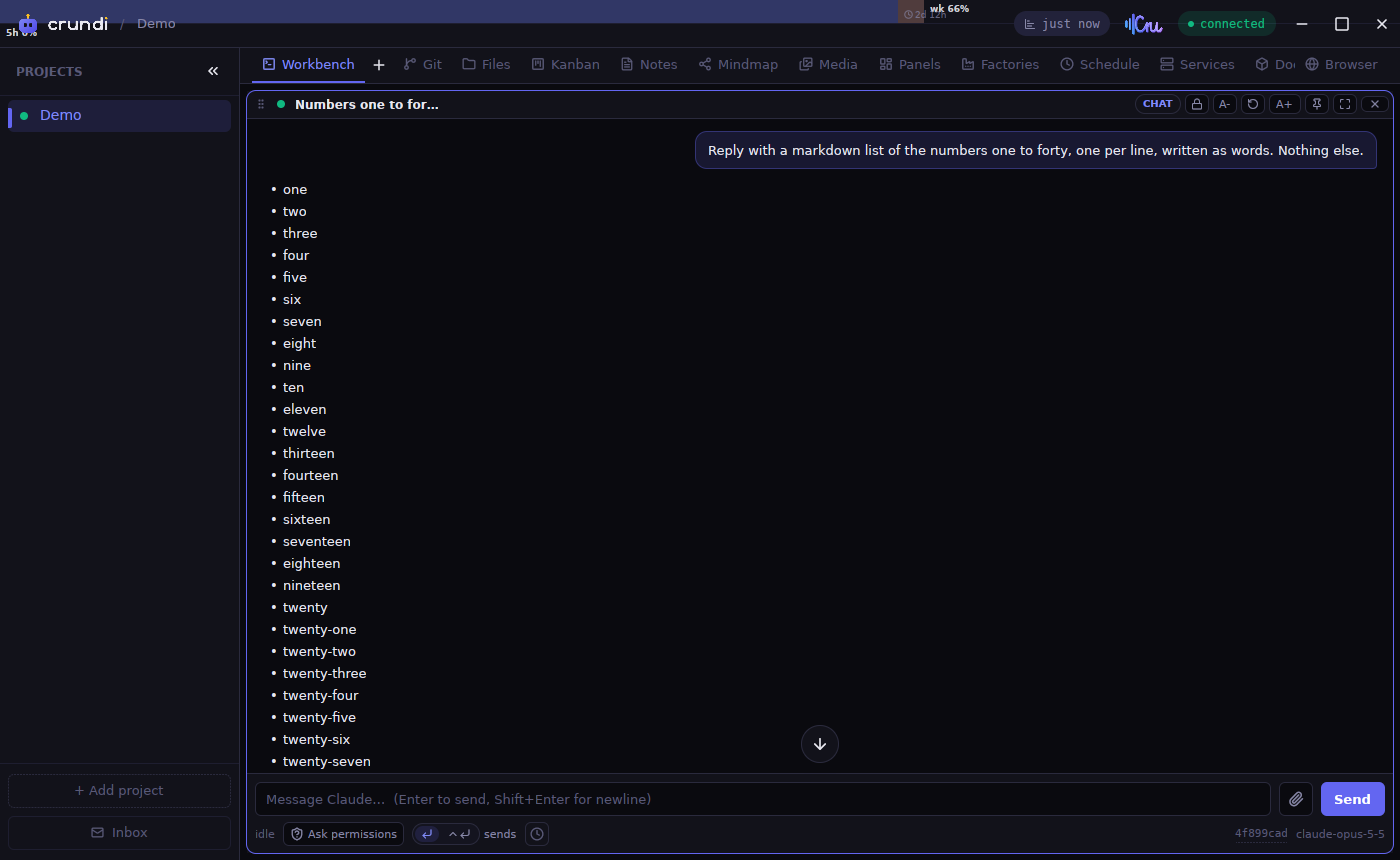 wk 66%
2d 12h
crundi / Demo
just now
Cru
connected
PROJECTS
Demo
+ Add project
Inbox
Workbench
Git
Files
Kanban
Notes
Mindmap
Media
Panels
Factories
Schedule
Services
Browser
Numbers one to for…
CHAT
A-
A+
Reply with a markdown list of the numbers one to forty, one per line, written as words. Nothing else.
• one
• two
• three
• four
• five
• six
• seven
• eight
• nine
• ten
• eleven
• twelve
• thirteen
• fourteen
• fifteen
• sixteen
• seventeen
• eighteen
• nineteen
• twenty
• twenty-one
• twenty-two
• twenty-three
• twenty-four
• twenty-five
• twenty-six
• twenty-seven
Message Claude… (Enter to send, Shift+Enter for newline)
Send
idle
Ask permissions
sends
4f899cad
claude-opus-5-5